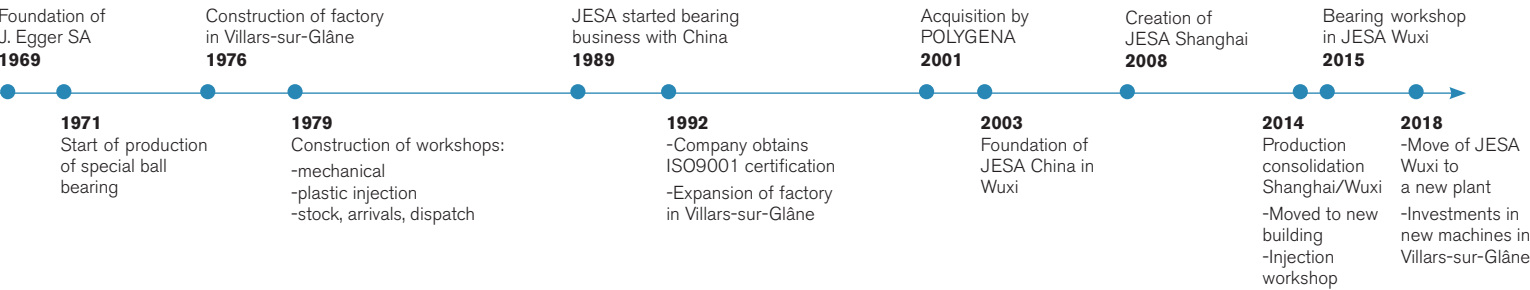 Foundation of
J. Egger SA
1969
Construction of factory
in Villars-sur-Glâne
1976
JESA started bearing
business with China
1989
Acquisition by
POLYGENA
2001
Creation of
JESA Shanghai
2008
Bearing workshop
in JESA Wuxi
2015
1971
Start of production
of special ball
bearing
1979
Construction of workshops:
-mechanical
-plastic injection
-stock, arrivals, dispatch
1992
-Company obtains
ISO9001 certification
-Expansion of factory
in Villars-sur-Glâne
2003
Foundation of
JESA China in
Wuxi
2014
Production
consolidation
Shanghai/Wuxi
-Moved to new
building
-Injection
workshop
2018
-Move of JESA
Wuxi to
a new plant
-Investments in
new machines in
Villars-sur-Glâne